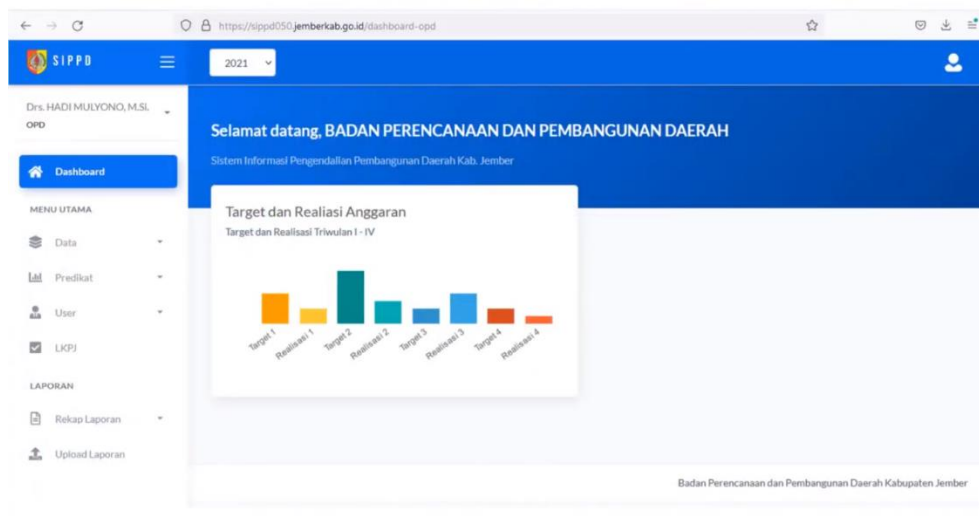 https://sippd050.jemberkab.go.id/dashboard-opd
SIPPD
2021
Drs. HADI MULYONO, M.Si.
OPD
Dashboard
MENU UTAMA
Data
Predikat
User
LKPJ
LAPORAN
Rekap Laporan
Upload Laporan
Selamat datang, BADAN PERENCANAAN DAN PEMBANGUNAN DAERAH
Sistem Informasi Pengendalian Pembangunan Daerah Kab. Jember
Target dan Realiasi Anggaran
Target dan Realisasi Triwulan I - IV
Target 1
Realisasi 1
Target 2
Realisasi 2
Target 3
Realisasi 3
Target 4
Realisasi 4
Badan Perencanaan dan Pembangunan Daerah Kabupaten Jember